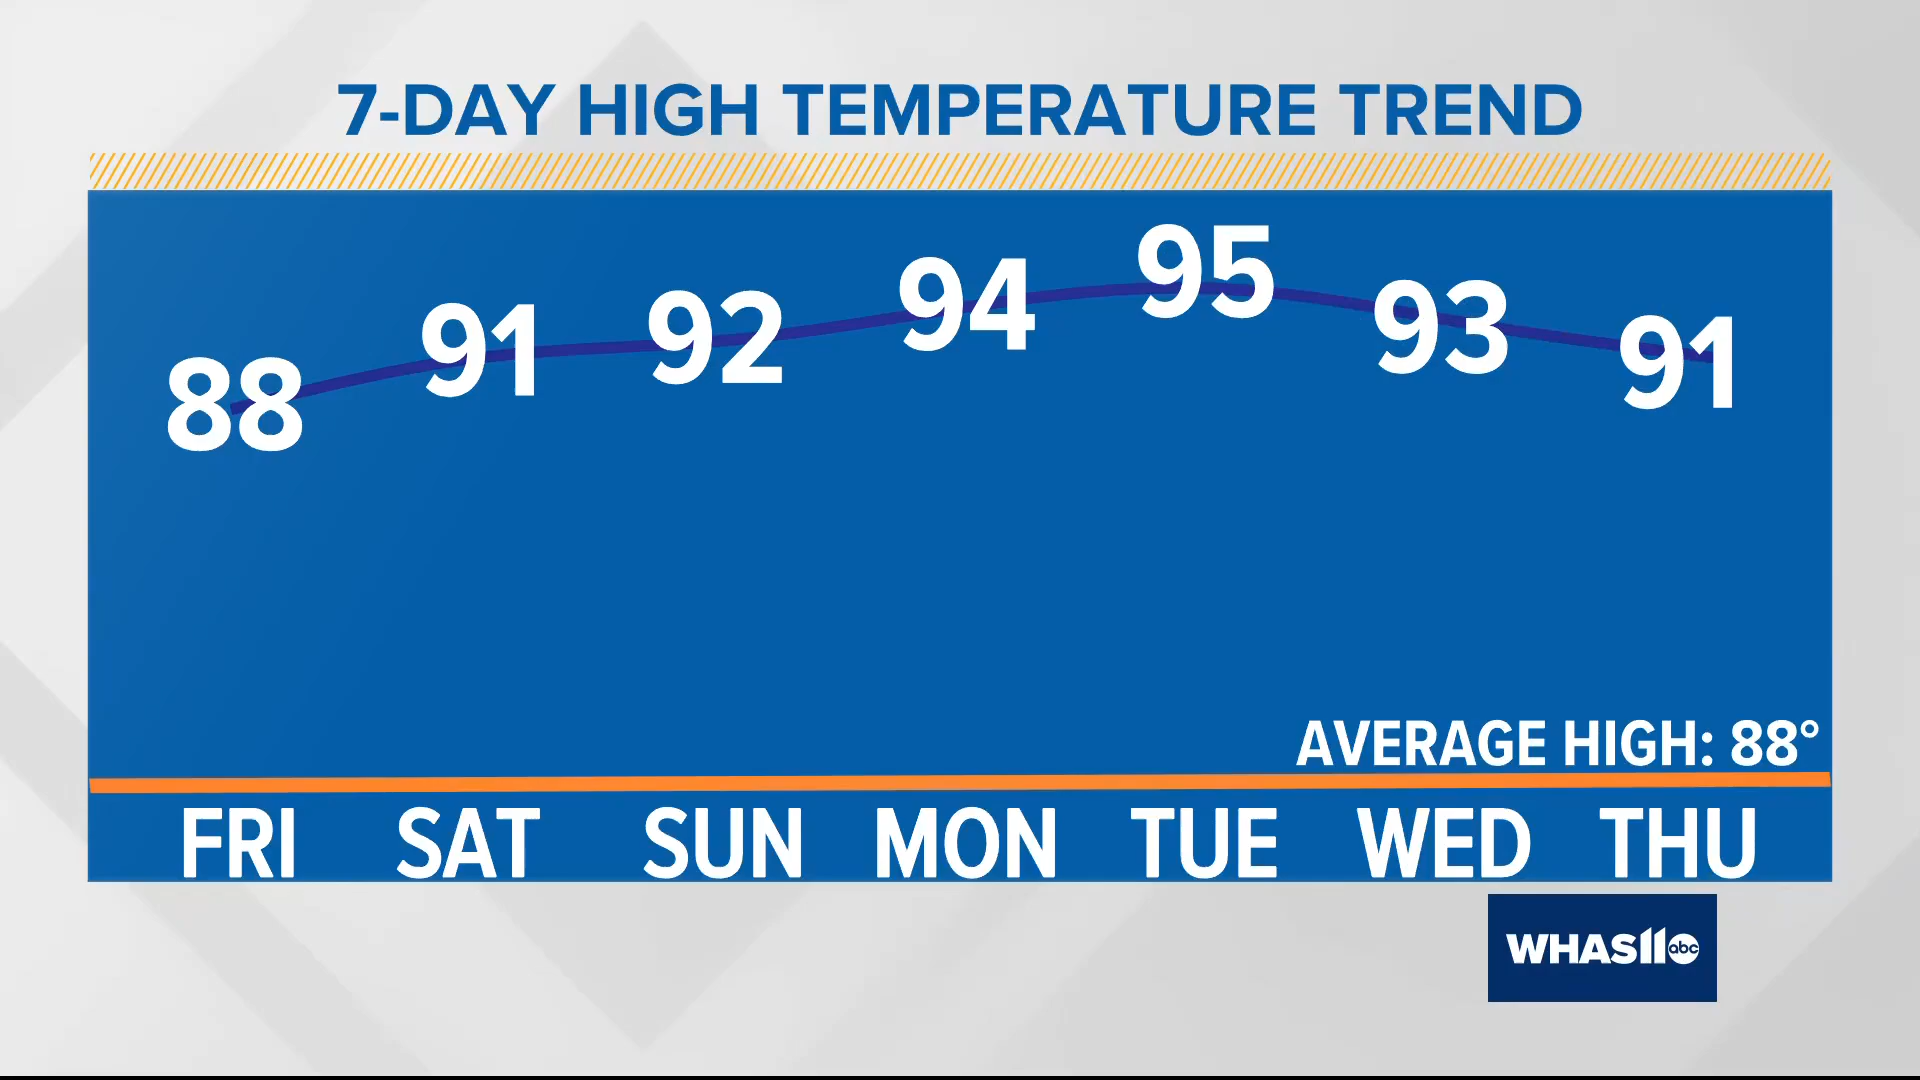 7-DAY HIGH TEMPERATURE TREND
88 91 92 94 95 93 91
AVERAGE HIGH: 88°
FRI SAT SUN MON TUE WED THU
WHAS11 abc